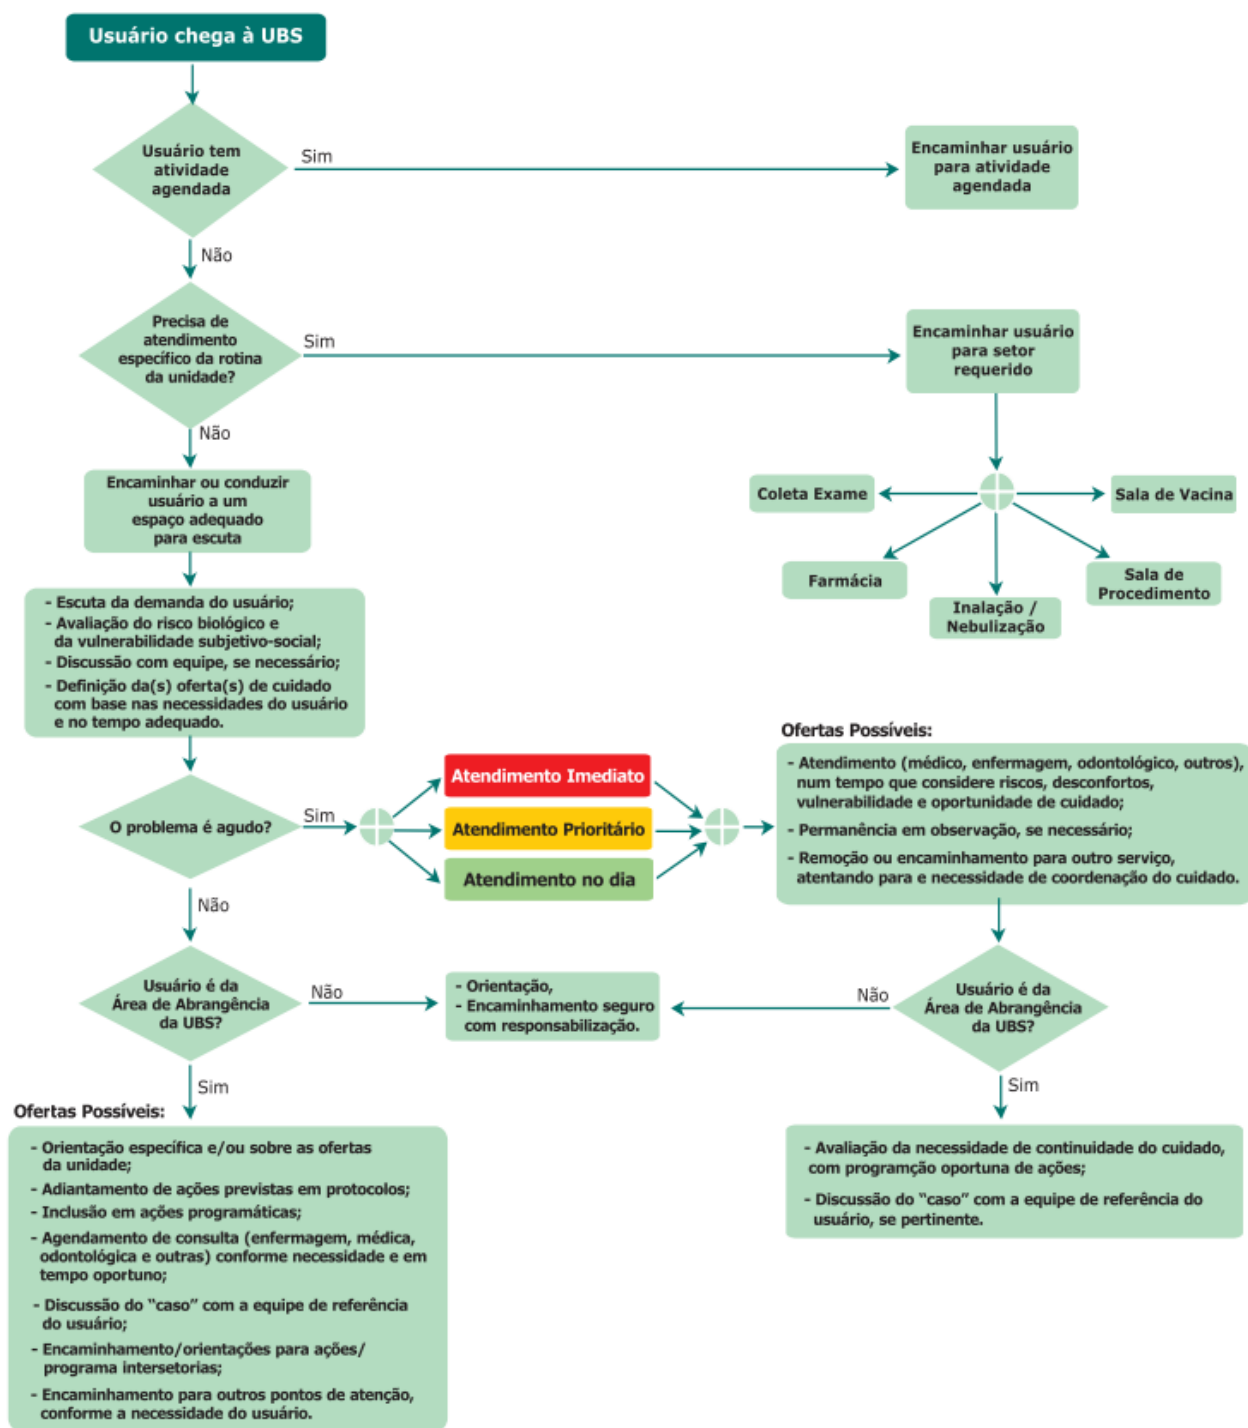 Usuário chega à UBS
Usuário tem
atividade
agendada
Sim
Encaminhar usuário
para atividade
agendada
Não
Precisa de
atendimento
específico da rotina
da unidade?
Sim
Encaminhar usuário
para setor
requerido
Não
Encaminhar ou conduzir
usuário a um
espaço adequado
para escuta
Coleta Exame
Sala de Vacina
Farmácia
Sala de
Procedimento
Inalação /
Nebulização
- Escuta da demanda do usuário;
- Avaliação do risco biológico e
da vulnerabilidade subjetivo-social;
- Discussão com equipe, se necessário;
- Definição da(s) oferta(s) de cuidado
com base nas necessidades do usuário
e no tempo adequado.
O problema é agudo?
Sim
Atendimento Imediato
Atendimento Prioritário
Atendimento no dia
Ofertas Possíveis:
- Atendimento (médico, enfermagem, odontológico, outros),
num tempo que considere riscos, desconfortos,
vulnerabilidade e oportunidade de cuidado;
- Permanência em observação, se necessário;
- Remoção ou encaminhamento para outro serviço,
atentando para e necessidade de coordenação do cuidado.
Não
Usuário é da
Área de Abrangência
da UBS?
Não
- Orientação,
- Encaminhamento seguro
com responsabilização.
Não
Usuário é da
Área de Abrangência
da UBS?
Sim
Sim
Ofertas Possíveis:
- Orientação específica e/ou sobre as ofertas
da unidade;
- Adiantamento de ações previstas em protocolos;
- Inclusão em ações programáticas;
- Agendamento de consulta (enfermagem, médica,
odontológica e outras) conforme necessidade e em
tempo oportuno;
- Discussão do “caso” com a equipe de referência
do usuário;
- Encaminhamento/orientações para ações/
programa intersetorias;
- Encaminhamento para outros pontos de atenção,
conforme a necessidade do usuário.
- Avaliação da necessidade de continuidade do cuidado,
com programção oportuna de ações;
- Discussão do “caso” com a equipe de referência do
usuário, se pertinente.